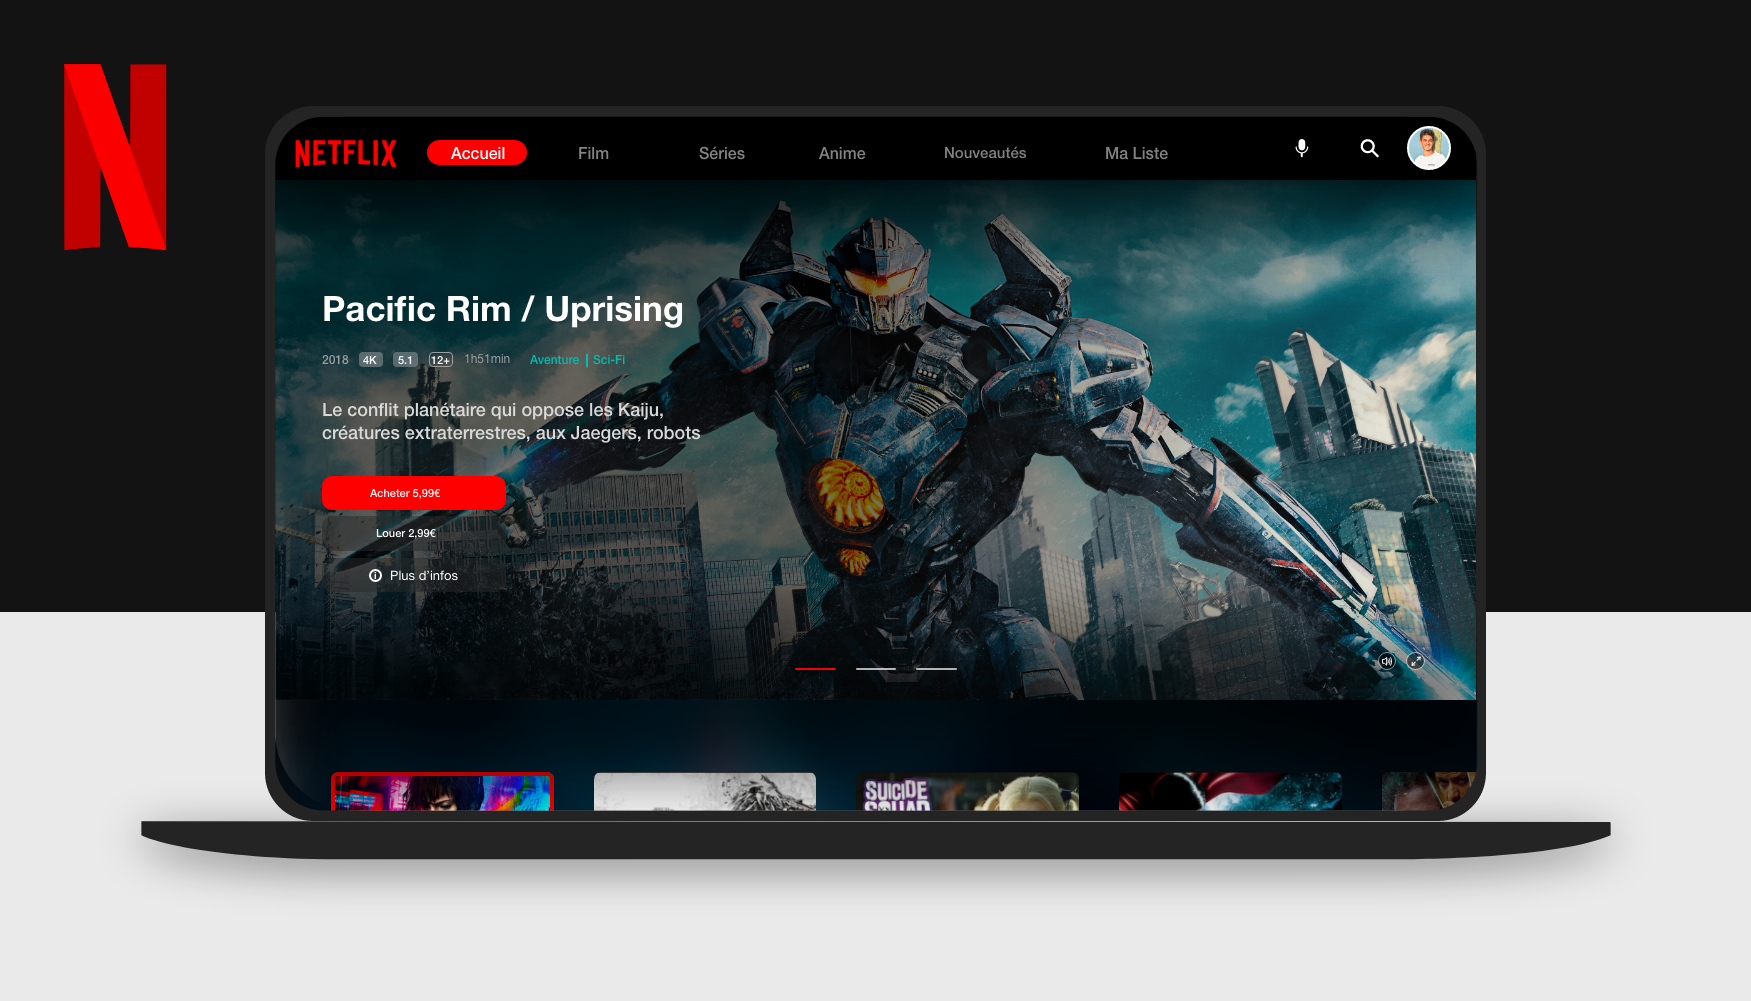 NETFLIX
Accueil
Film
Séries
Anime
Nouveautés
Ma Liste
Pacific Rim / Uprising
2018 4K 5.1 12+ 1h51min Aventure | Sci-Fi
Le conflit planétaire qui oppose les Kaiju,
créatures extraterrestres, aux Jaegers, robots
Acheter 5,99€
Louer 2,99€
Plus d'infos
SUICIDE
SQUAD